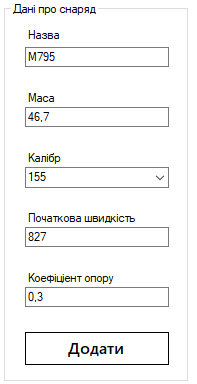 Дані про снаряд
Назва
M795
Маса
46,7
Калібр
155
Початкова швидкість
827
Коефіцієнт опору
0,3
Додати